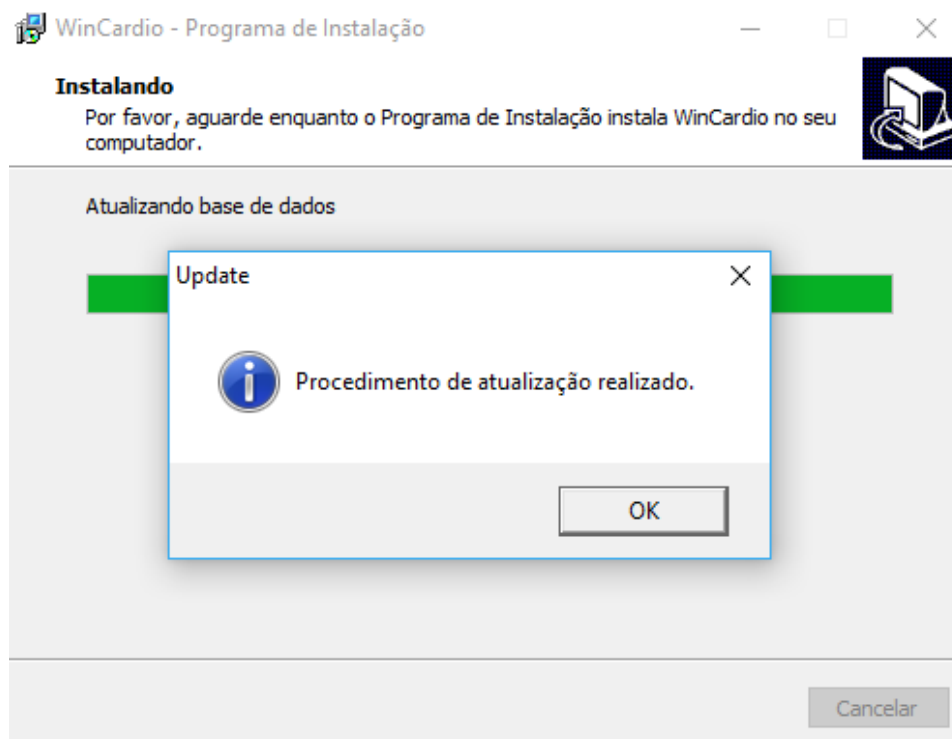 WinCardio - Programa de Instalação
Instalando
Por favor, aguarde enquanto o Programa de Instalação instala WinCardio no seu
computador.
Atualizando base de dados
Update
Procedimento de atualização realizado.
OK
Cancelar